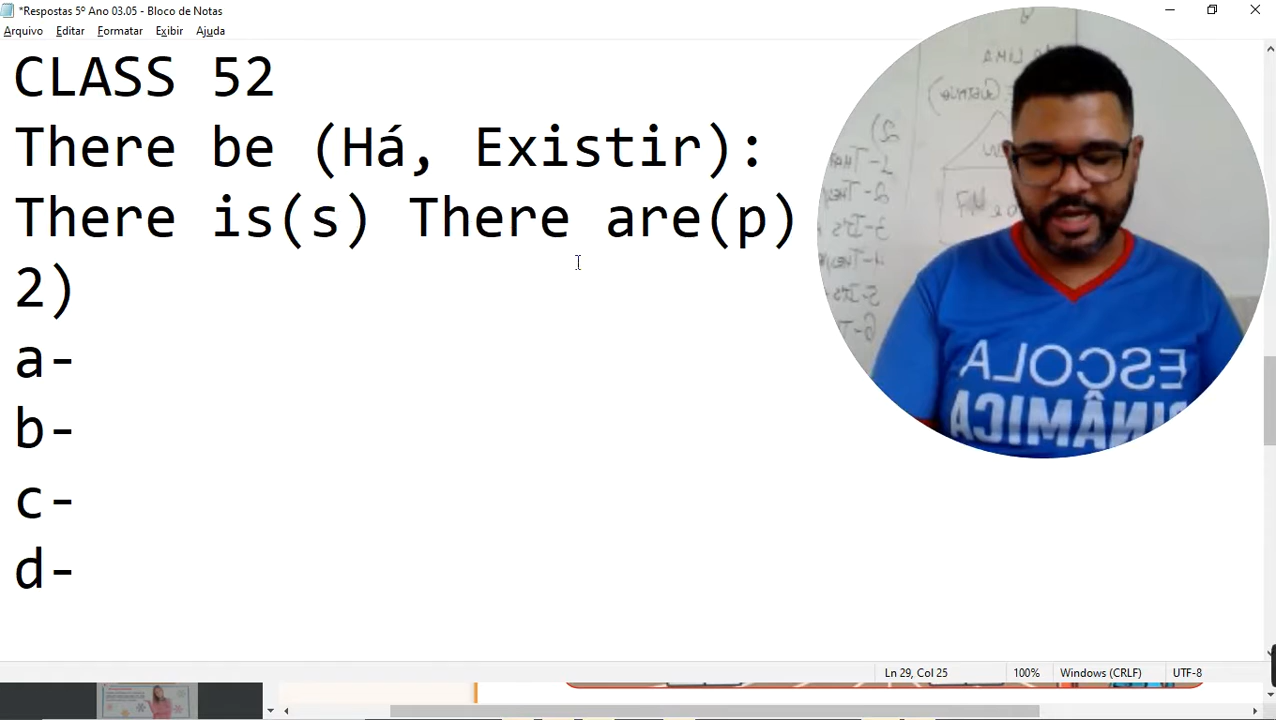 *Respostas 5º Ano 03.05 - Bloco de Notas
Arquivo Editar Formatar Exibir Ajuda
CLASS 52
There be (Há, Existir):
There is(s) There are(p)
2)
a-
b-
c-
d-
ESCOLA
DINÂMICA
Ln 29, Col 25 100% Windows (CRLF) UTF-8